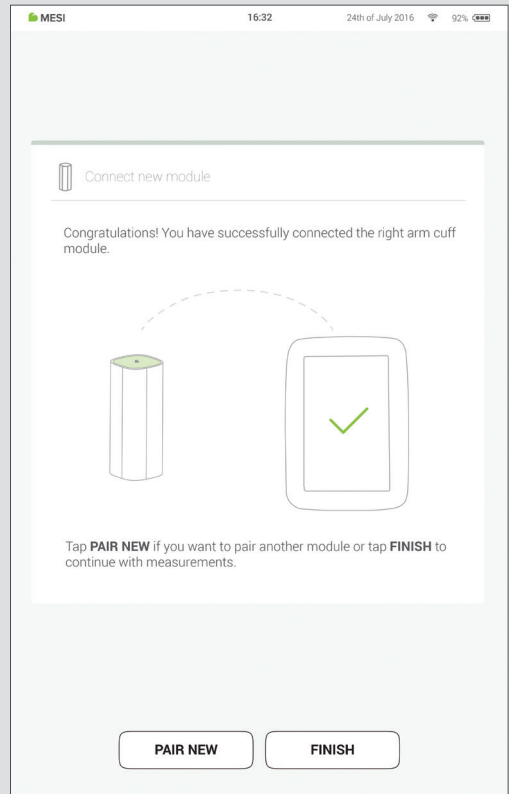 MESI 16:32 24th of July 2016 92%
Connect new module
Congratulations! You have successfully connected the right arm cuff
module.
Tap PAIR NEW if you want to pair another module or tap FINISH to
continue with measurements.
PAIR NEW FINISH